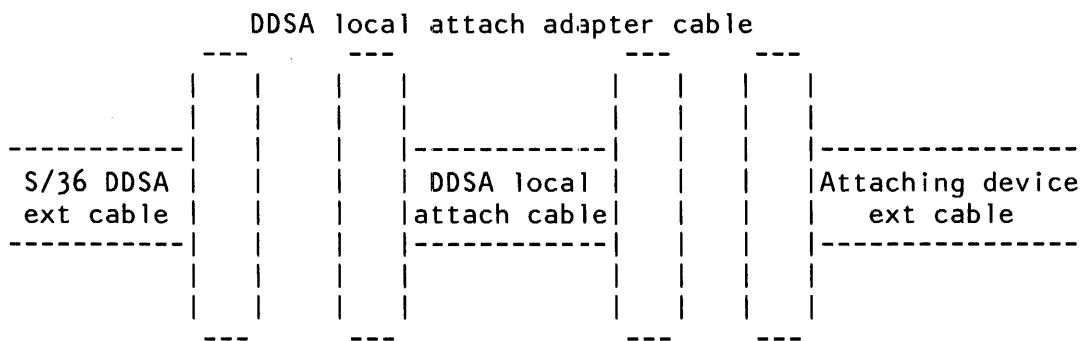 DDSA local attach adapter cable
S/36 DDSA DDSA local Attaching device
ext cable attach cable ext cable